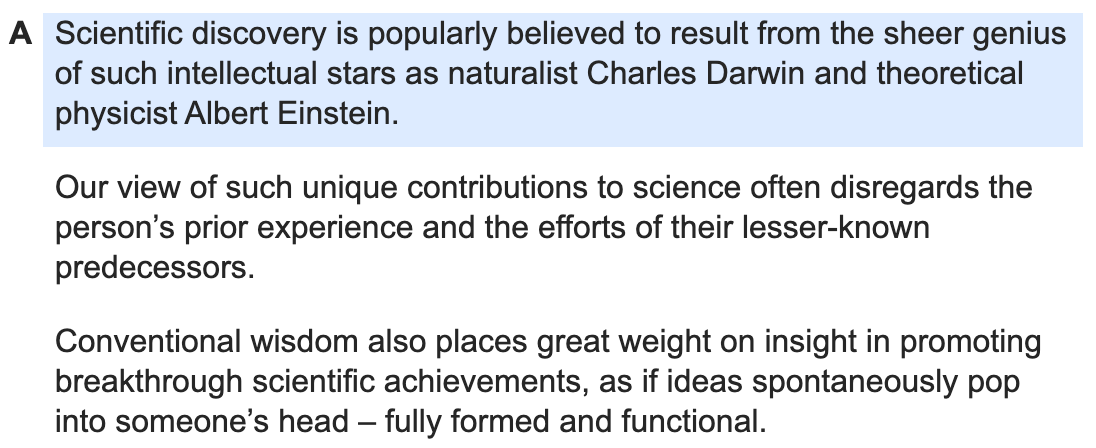 A Scientific discovery is popularly believed to result from the sheer genius
of such intellectual stars as naturalist Charles Darwin and theoretical
physicist Albert Einstein.
Our view of such unique contributions to science often disregards the
person’s prior experience and the efforts of their lesser-known
predecessors.
Conventional wisdom also places great weight on insight in promoting
breakthrough scientific achievements, as if ideas spontaneously pop
into someone’s head – fully formed and functional.